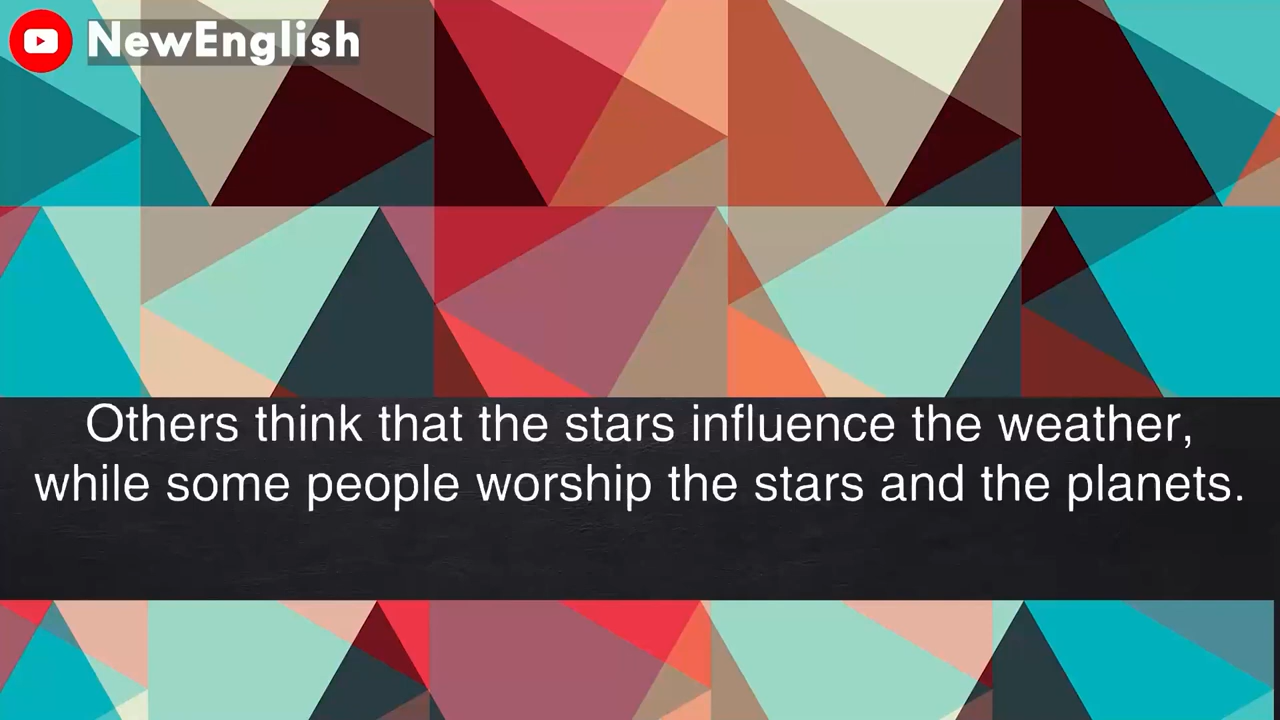 NewEnglish
Others think that the stars influence the weather,
while some people worship the stars and the planets.